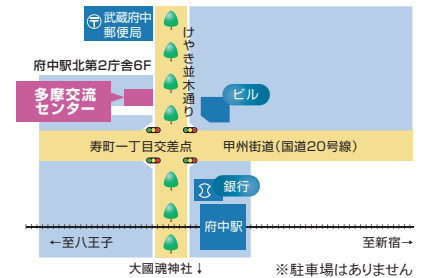 〒武蔵府中
郵便局
けやき並木通り
府中駅北第2庁舎6F
多摩交流
センター
ビル
寿町一丁目交差点
甲州街道（国道20号線）
銀行
府中駅
←至八王子
至新宿→
大國魂神社↓
※駐車場はありません